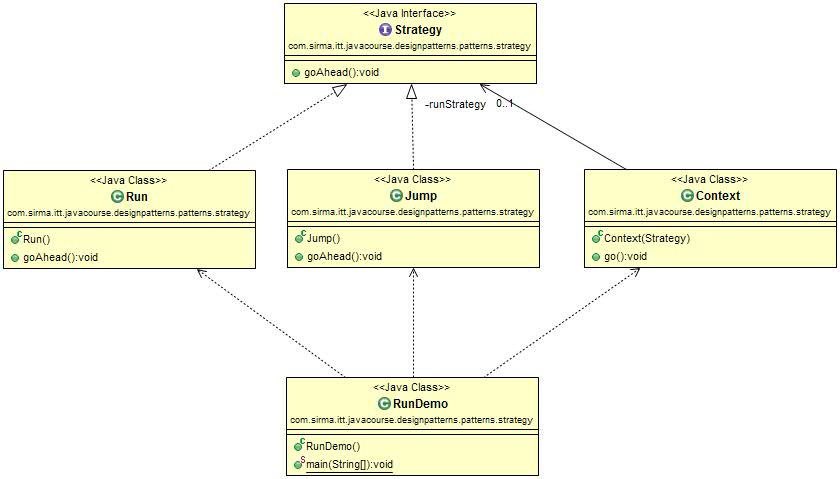 <<Java Interface>>
Strategy
com.sirma.itt.javacourse.designpatterns.patterns.strategy
goAhead():void
-runStrategy 0..1
<<Java Class>>
Run
com.sirma.itt.javacourse.designpatterns.patterns.strategy
Run()
goAhead():void
<<Java Class>>
Jump
com.sirma.itt.javacourse.designpatterns.patterns.strategy
Jump()
goAhead():void
<<Java Class>>
Context
com.sirma.itt.javacourse.designpatterns.patterns.strategy
Context(Strategy)
go():void
<<Java Class>>
RunDemo
com.sirma.itt.javacourse.designpatterns.patterns.strategy
RunDemo()
main(String[]):void